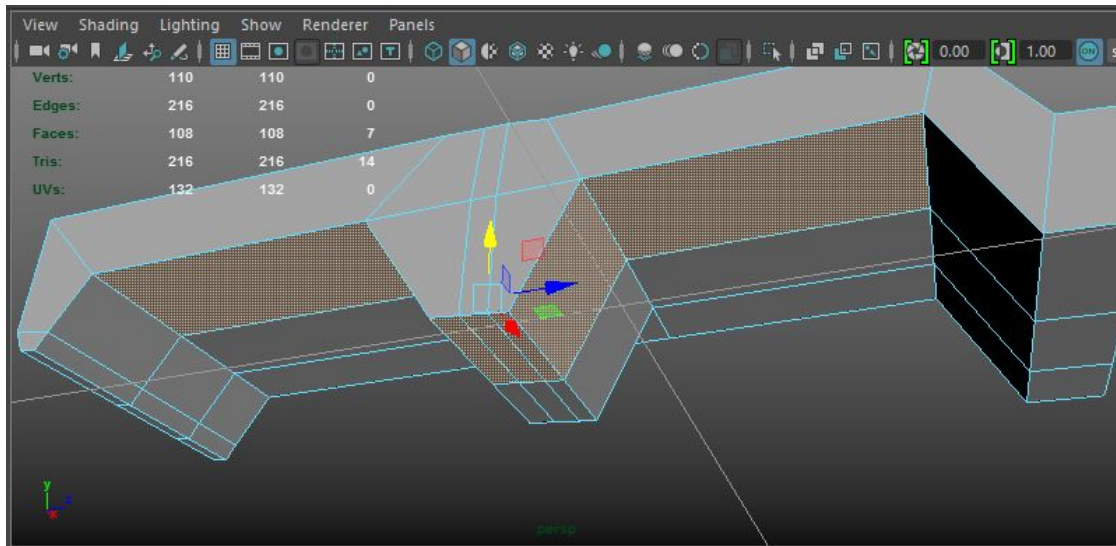 View Shading Lighting Show Renderer Panels
T 0.00 1.00 ON
Verts: 110 110 0
Edges: 216 216 0
Faces: 108 108 7
Tris: 216 216 14
UVs: 132 132 0
y
z
x
persp